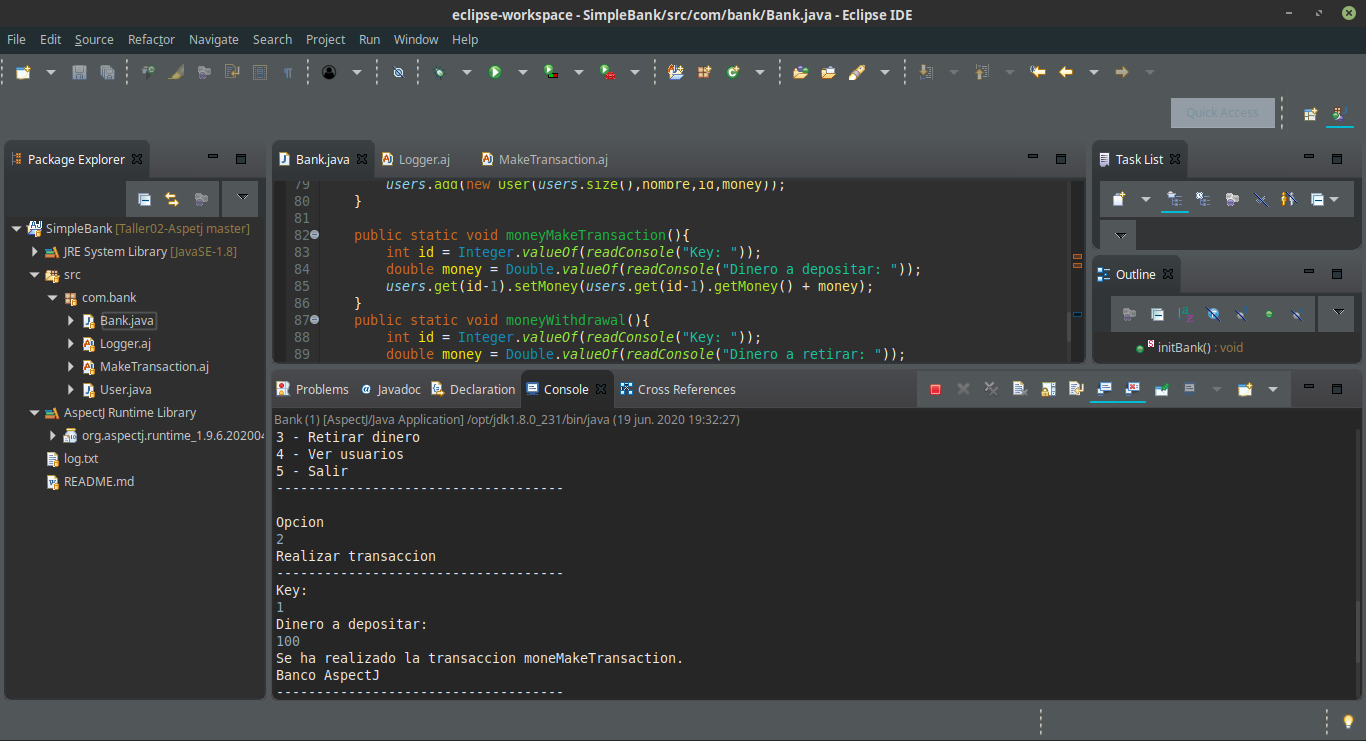 eclipse-workspace - SimpleBank/src/com/bank/Bank.java - Eclipse IDE
File Edit Source Refactor Navigate Search Project Run Window Help
Quick Access
Package Explorer
SimpleBank [Taller02-Aspetj master]
JRE System Library [JavaSE-1.8]
src
com.bank
Bank.java
Logger.aj
MakeTransaction.aj
User.java
AspectJ Runtime Library
org.aspectj.runtime_1.9.6.202004
log.txt
README.md
Bank.java Logger.aj MakeTransaction.aj
79 users.add(new User(users.size(),nombre,id,money));
80 }
81
82 public static void moneyMakeTransaction(){
83 int id = Integer.valueOf(readConsole("Key: "));
84 double money = Double.valueOf(readConsole("Dinero a depositar: "));
85 users.get(id-1).setMoney(users.get(id-1).getMoney() + money);
86 }
87 public static void moneyWithdrawal(){
88 int id = Integer.valueOf(readConsole("Key: "));
89 double money = Double.valueOf(readConsole("Dinero a retirar: "));
Task List
Outline
initBank() : void
Problems @ Javadoc Declaration Console Cross References
Bank (1) [AspectJ/Java Application] /opt/jdk1.8.0_231/bin/java (19 jun. 2020 19:32:27)
3 - Retirar dinero
4 - Ver usuarios
5 - Salir
------------------------------------
Opcion
2
Realizar transaccion
------------------------------------
Key:
1
Dinero a depositar:
100
Se ha realizado la transaccion moneMakeTransaction.
Banco AspectJ
------------------------------------